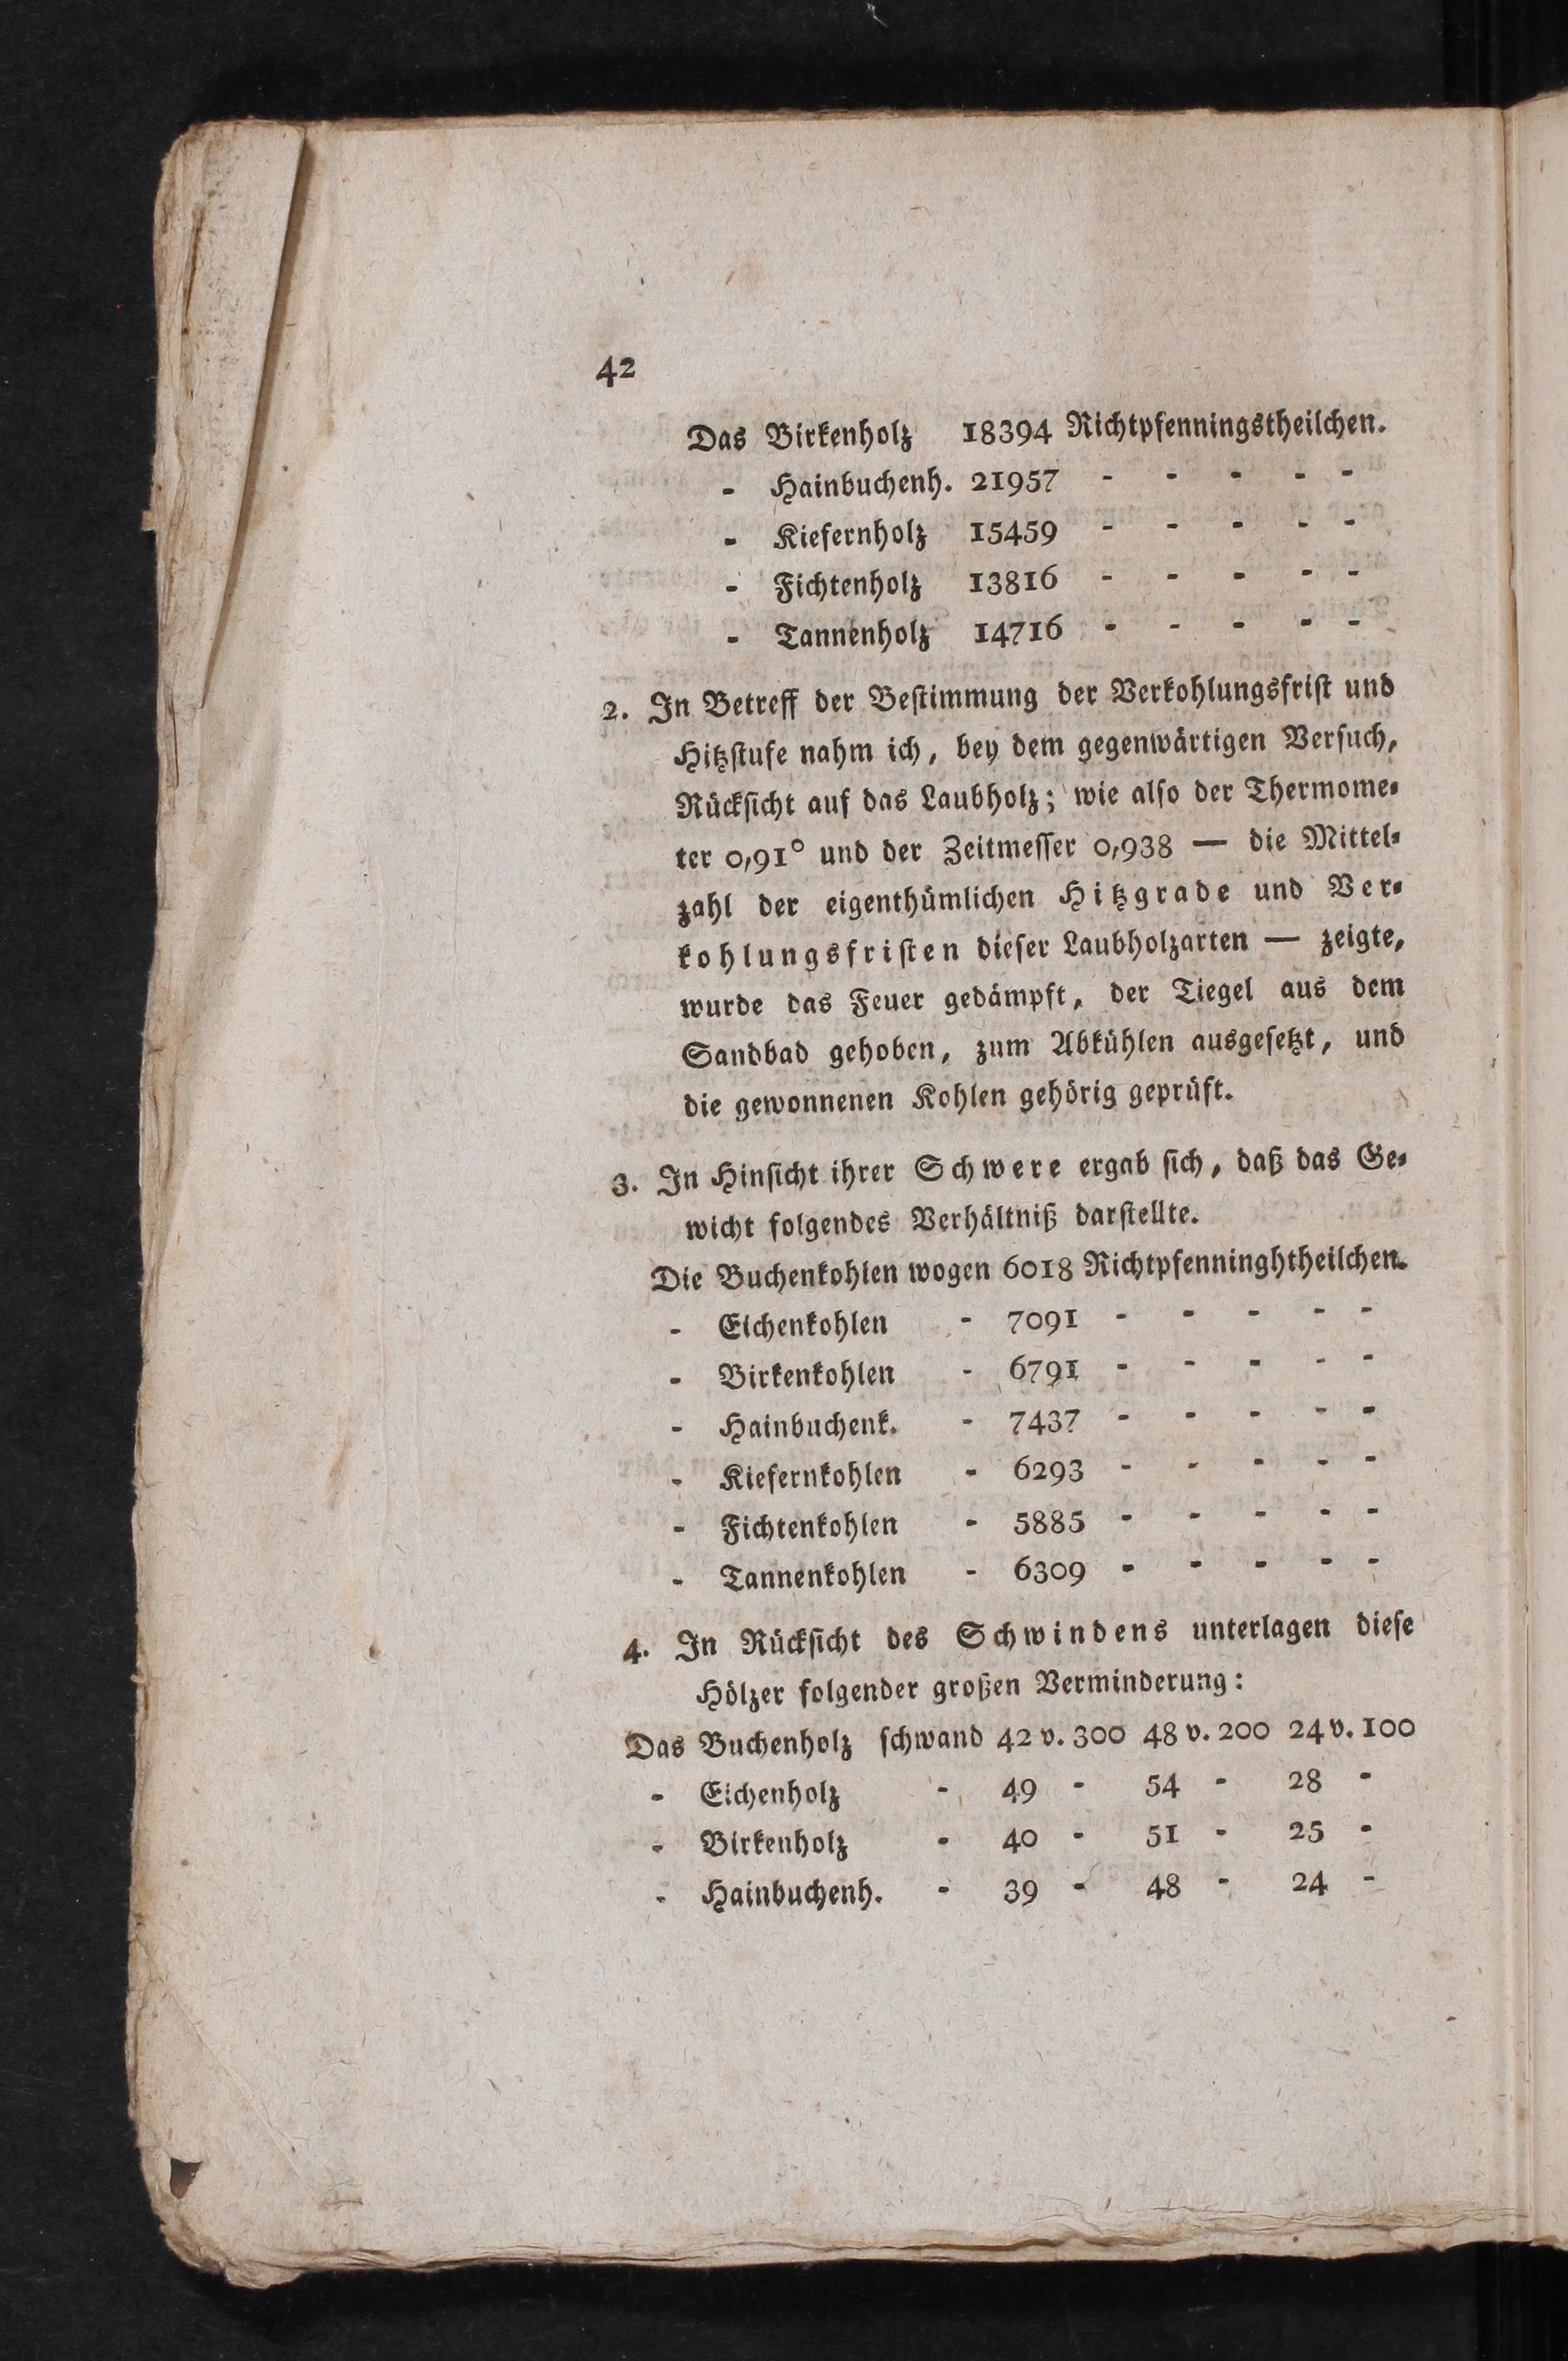 42
Das Birkenholz 18394 Richtpfenningstheilchen.
- Hainbuchenh. 21957 - - - - -
- Kiefernholz 15459 - - - - -
- Fichtenholz 13816 - - - - -
- Tannenholz 14716 - - - - -
2. In Betreff der Beſtimmung der Verkohlungsfriſt und
Hitzſtufe nahm ich, bey dem gegenwärtigen Verſuch,
Rückſicht auf das Laubholz; wie alſo der Thermome-
ter 0,91° und der Zeitmeſſer 0,938 — die Mittel-
zahl der eigenthümlichen Hitzgrade und Ver-
kohlungsfriſten dieſer Laubholzarten — zeigte,
wurde das Feuer gedämpft, der Tiegel aus dem
Sandbad gehoben, zum Abkühlen ausgeſetzt, und
die gewonnenen Kohlen gehörig geprüft.
3. In Hinſicht ihrer Schwere ergab ſich, daß das Ge-
wicht folgendes Verhältniß darſtellte.
Die Buchenkohlen wogen 6018 Richtpfenninghtheilchen.
- Eichenkohlen - 7091 - - - - -
- Birkenkohlen - 6791 - - - - -
- Hainbuchenk. - 7437 - - - - -
- Kiefernkohlen - 6293 - - - - -
- Fichtenkohlen - 5885 - - - - -
- Tannenkohlen - 6309 - - - - -
4. In Rückſicht des Schwindens unterlagen dieſe
Hölzer folgender großen Verminderung:
Das Buchenholz ſchwand 42 v. 300 48 v. 200 24 v. 100
- Eichenholz - 49 - 54 - 28 -
- Birkenholz - 40 - 51 - 25 -
- Hainbuchenh. - 39 - 48 - 24 -